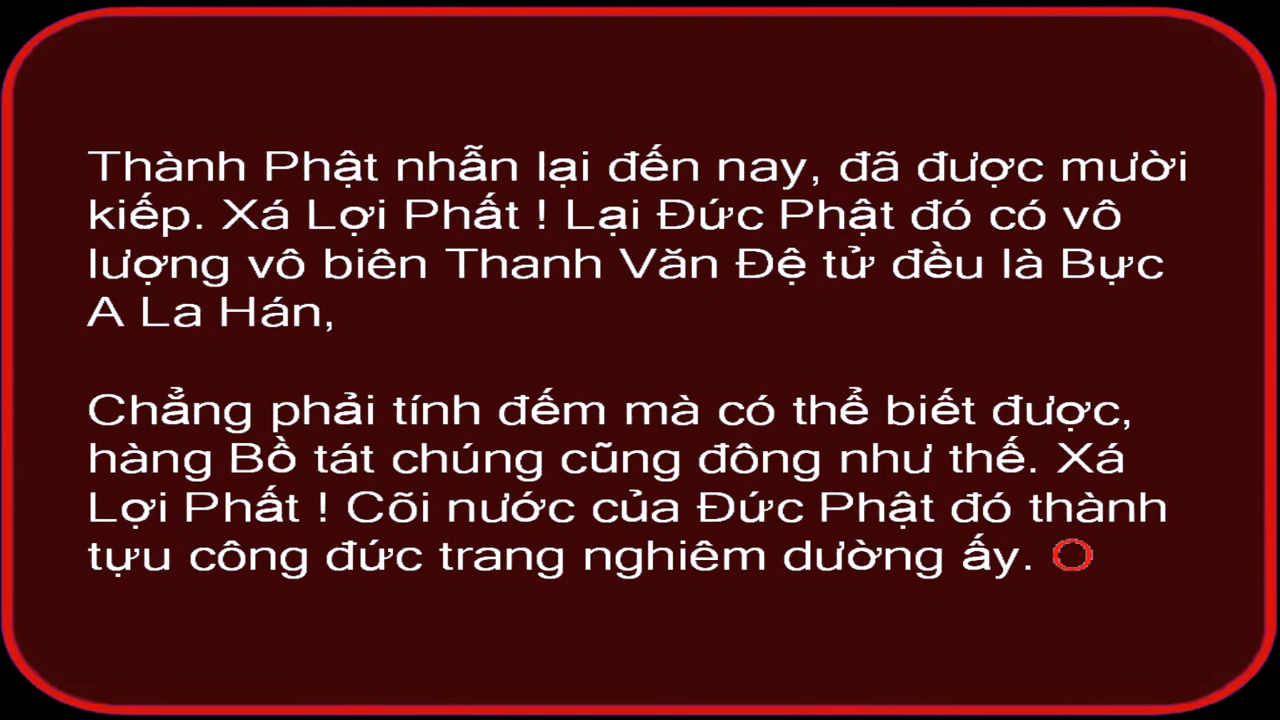 Thành Phật nhẫn lại đến nay, đã được mười
kiếp. Xá Lợi Phất ! Lại Đức Phật đó có vô
lượng vô biên Thanh Văn Đệ tử đều là Bực
A La Hán,
Chẳng phải tính đếm mà có thể biết được,
hàng Bồ tát chúng cũng đông như thế. Xá
Lợi Phất ! Cõi nước của Đức Phật đó thành
tựu công đức trang nghiêm dường ấy.